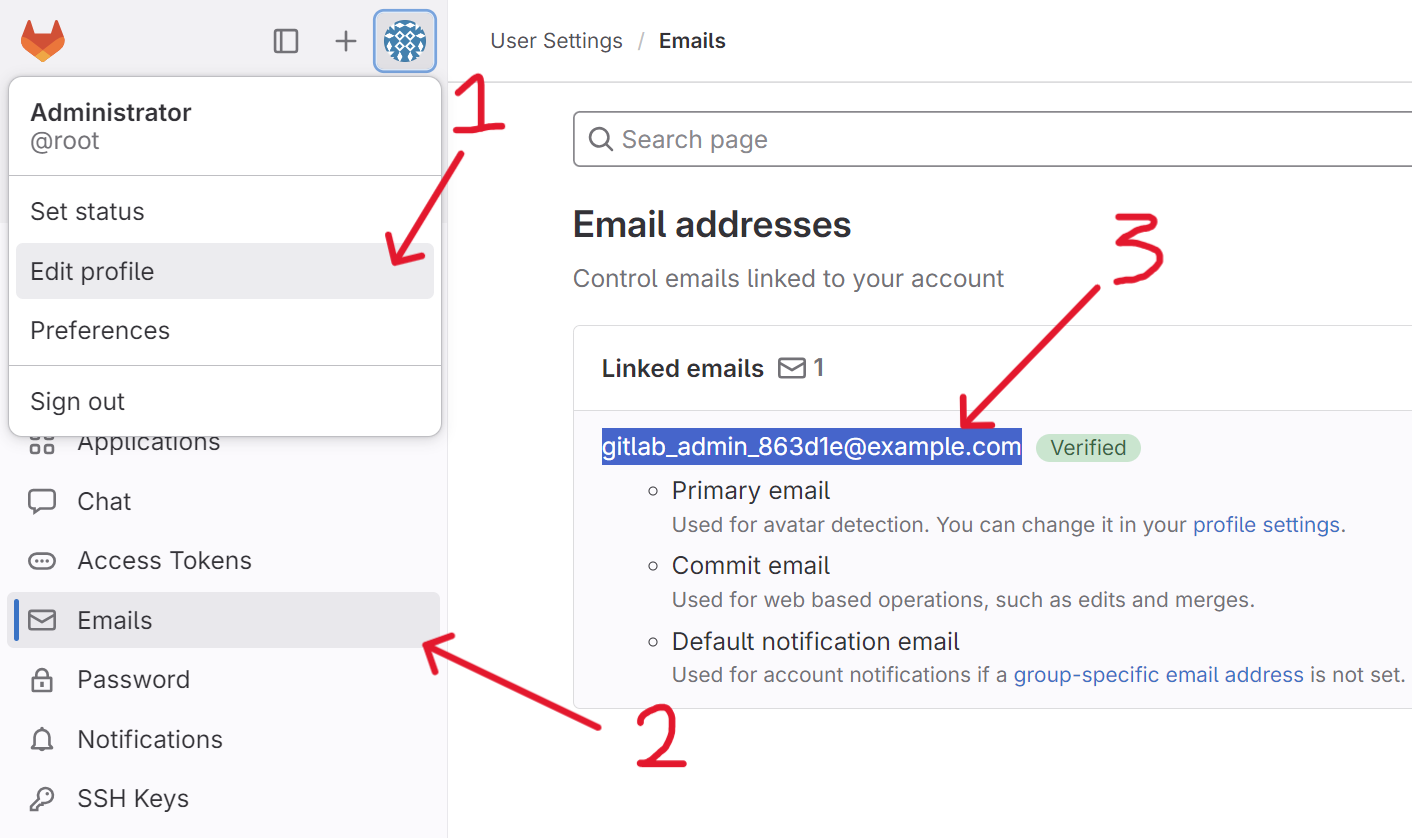 User Settings / Emails
Administrator
@root
Set status
Edit profile
Preferences
Sign out
Applications
Chat
Access Tokens
Emails
Password
Notifications
SSH Keys
1
2
3
Search page
Email addresses
Control emails linked to your account
Linked emails 1
gitlab_admin_863d1e@example.com Verified
Primary email
Used for avatar detection. You can change it in your profile settings.
Commit email
Used for web based operations, such as edits and merges.
Default notification email
Used for account notifications if a group-specific email address is not set.